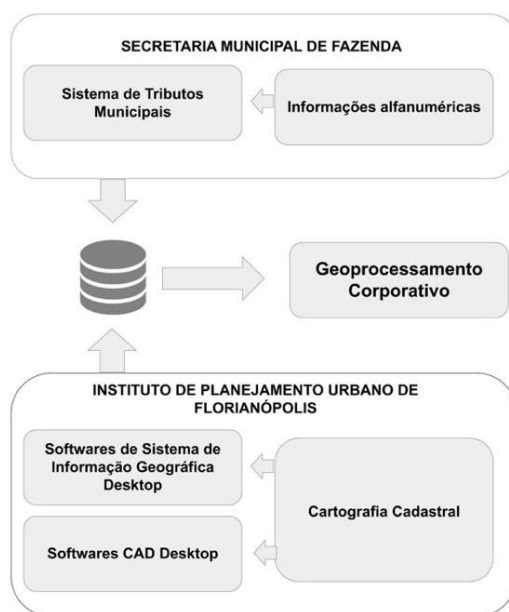 SECRETARIA MUNICIPAL DE FAZENDA
Sistema de Tributos
Municipais
Informações alfanuméricas
Geoprocessamento
Corporativo
INSTITUTO DE PLANEJAMENTO URBANO DE
FLORIANÓPOLIS
Softwares de Sistema de
Informação Geográfica
Desktop
Cartografia Cadastral
Softwares CAD Desktop